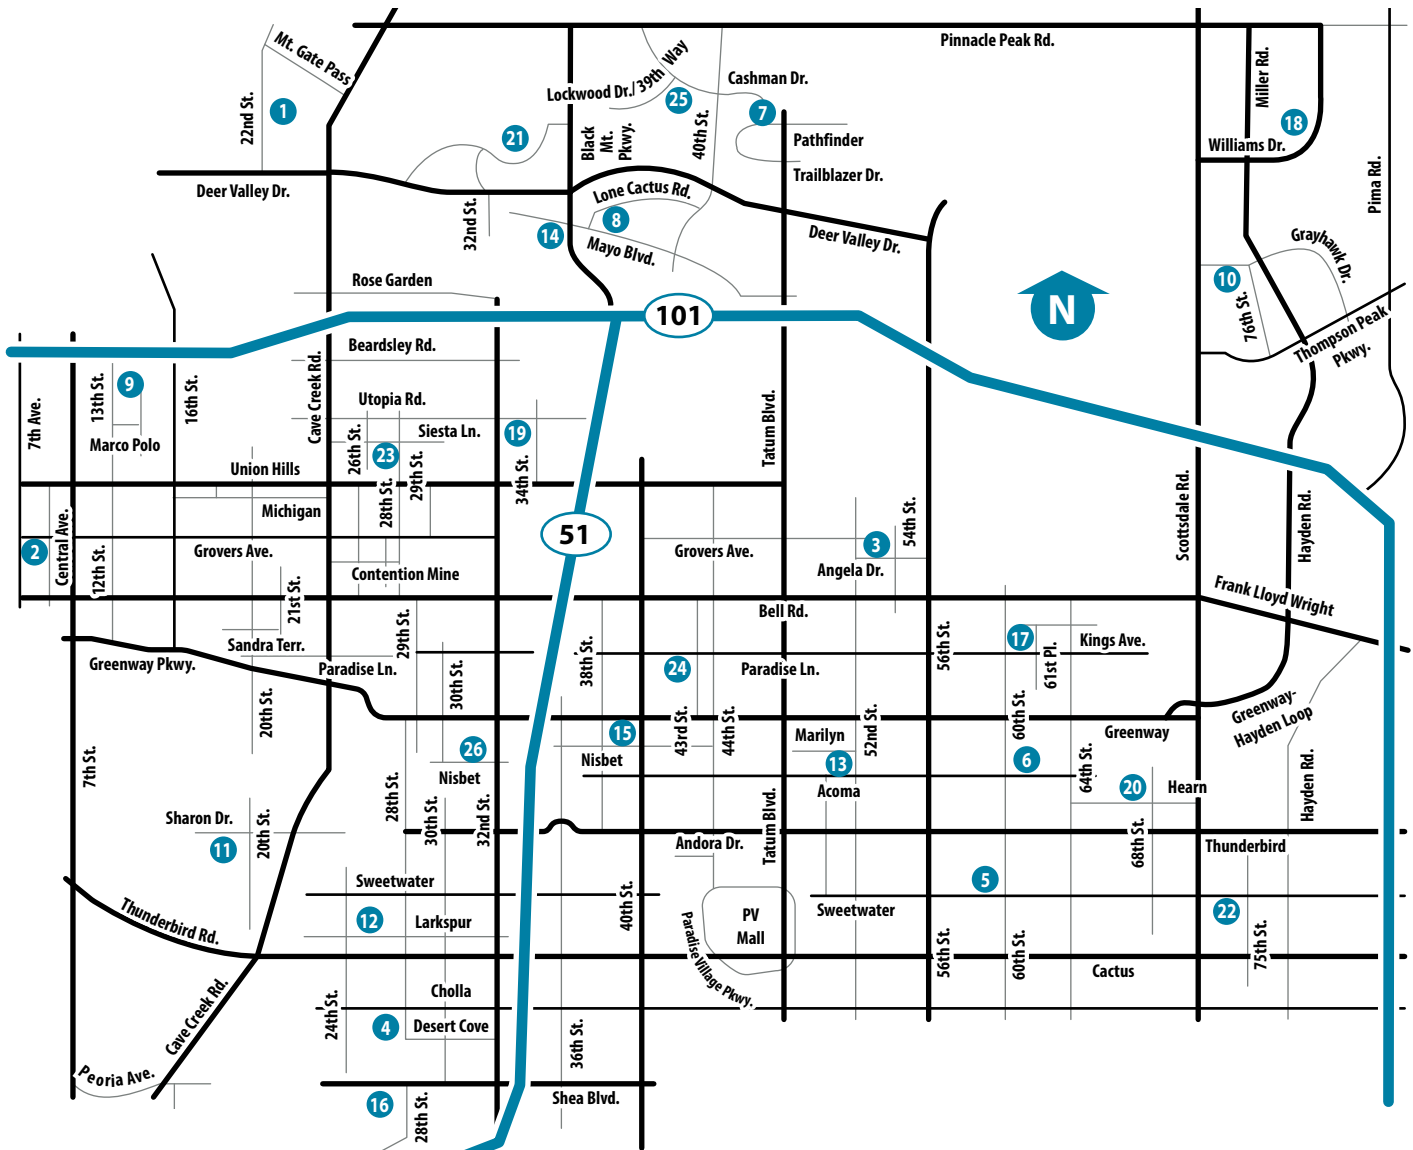 Pinnacle Peak Rd.
Mt. Gate Pass
Lockwood Dr./ 39th Way
Cashman Dr.
Miller Rd.
22nd St.
1
25
7
18
21
Black
Mt.
Pkwy.
40th St.
Pathfinder
Williams Dr.
Trailblazer Dr.
Pima Rd.
Deer Valley Dr.
Lone Cactus Rd.
32nd St.
8
14
Mayo Blvd.
Deer Valley Dr.
Grayhawk Dr.
10
Rose Garden
N
76th St.
101
Thompson Peak
Pkwy.
Beardsley Rd.
Cave Creek Rd.
9
13th St.
16th St.
Utopia Rd.
Tatum Blvd.
7th Ave.
Marco Polo
26th St.
Siesta Ln.
19
23
29th St.
34th St.
Union Hills
28th St.
Michigan
Scottsdale Rd.
Hayden Rd.
51
54th St.
2
Central Ave.
12th St.
Grovers Ave.
Grovers Ave.
3
Contention Mine
Angela Dr.
21st St.
Frank Lloyd Wright
Bell Rd.
29th St.
Sandra Terr.
38th St.
56th St.
17
Kings Ave.
Greenway Pkwy.
Paradise Ln.
30th St.
24
Paradise Ln.
61st Pl.
20th St.
43rd St.
44th St.
52nd St.
60th St.
Greenway-
Hayden Loop
15
Marilyn
Greenway
26
Nisbet
Nisbet
13
6
64th St.
7th St.
28th St.
Acoma
20
Hearn
Hayden Rd.
Sharon Dr.
20th St.
30th St.
32nd St.
Tatum Blvd.
11
Andora Dr.
68th St.
Thunderbird
Sweetwater
5
40th St.
Thunderbird Rd.
12
Larkspur
PV
Mall
Sweetwater
22
Paradise Village Pkwy.
56th St.
60th St.
75th St.
Cactus
Cave Creek Rd.
24th St.
Cholla
4
Desert Cove
36th St.
Peoria Ave.
16
28th St.
Shea Blvd.